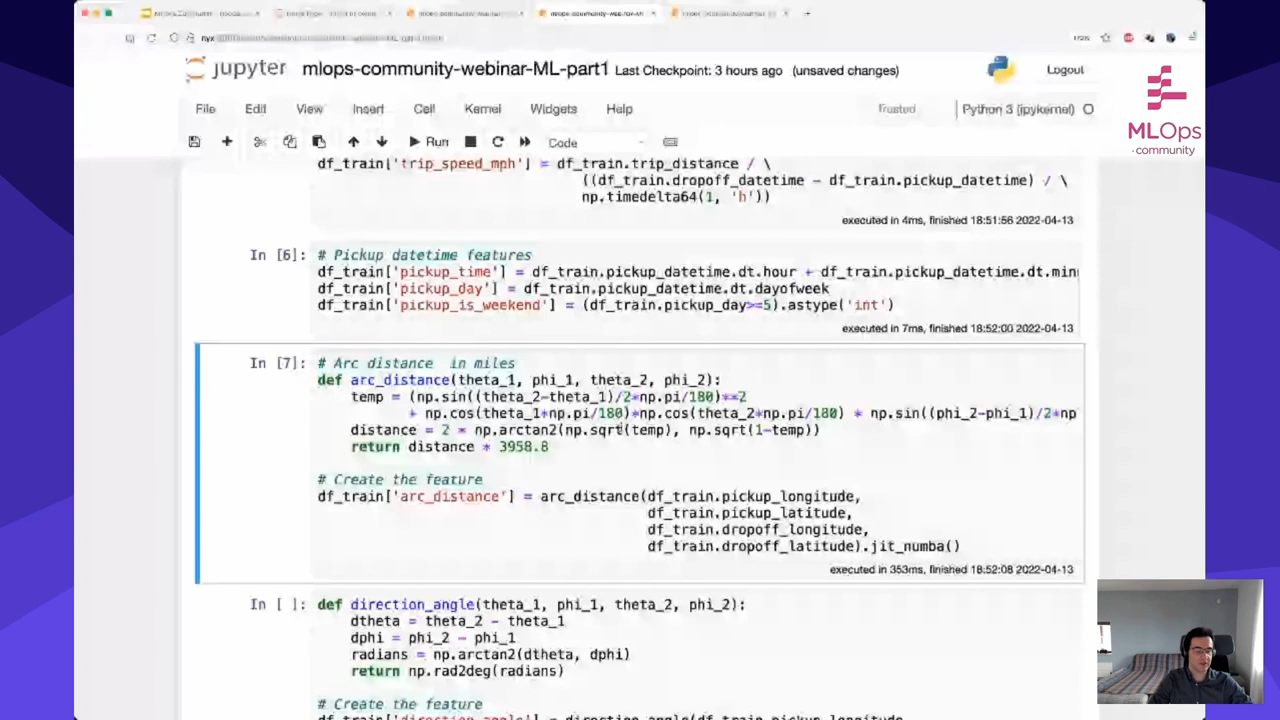 jupyter mlops-community-webinar-ML-part1 Last Checkpoint: 3 hours ago (unsaved changes) Logout
File Edit View Insert Cell Kernel Widgets Help Trusted Python 3 (ipykernel)
Run Code
MLOps
.community
df_train['trip_speed_mph'] = df_train.trip_distance / \
((df_train.dropoff_datetime - df_train.pickup_datetime) / \
np.timedelta64(1, 'h'))
executed in 4ms, finished 18:51:56 2022-04-13
In [6]: # Pickup datetime features
df_train['pickup_time'] = df_train.pickup_datetime.dt.hour + df_train.pickup_datetime.dt.min
df_train['pickup_day'] = df_train.pickup_datetime.dt.dayofweek
df_train['pickup_is_weekend'] = (df_train.pickup_day>=5).astype('int')
executed in 7ms, finished 18:52:00 2022-04-13
In [7]: # Arc distance in miles
def arc_distance(theta_1, phi_1, theta_2, phi_2):
temp = (np.sin((theta_2-theta_1)/2*np.pi/180)**2
+ np.cos(theta_1*np.pi/180)*np.cos(theta_2*np.pi/180) * np.sin((phi_2-phi_1)/2*np
distance = 2 * np.arctan2(np.sqrt(temp), np.sqrt(1-temp))
return distance * 3958.8
# Create the feature
df_train['arc_distance'] = arc_distance(df_train.pickup_longitude,
df_train.pickup_latitude,
df_train.dropoff_longitude,
df_train.dropoff_latitude).jit_numba()
executed in 353ms, finished 18:52:08 2022-04-13
In [ ]: def direction_angle(theta_1, phi_1, theta_2, phi_2):
dtheta = theta_2 - theta_1
dphi = phi_2 - phi_1
radians = np.arctan2(dtheta, dphi)
return np.rad2deg(radians)
# Create the feature